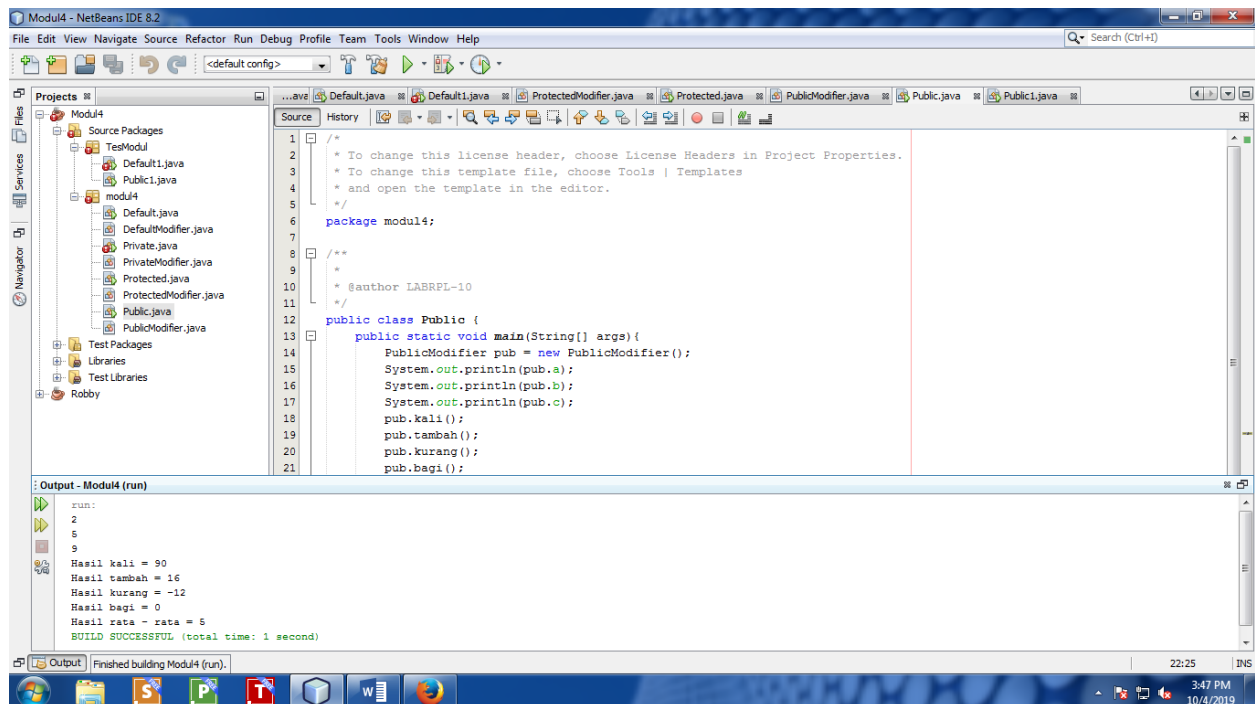 Modul4 - NetBeans IDE 8.2
File Edit View Navigate Source Refactor Run Debug Profile Team Tools Window Help
Search (Ctrl+I)
<default config>
Files
Services
Navigator
Projects
Modul4
Source Packages
TesModul
Default1.java
Public1.java
modul4
Default.java
DefaultModifier.java
Private.java
PrivateModifier.java
Protected.java
ProtectedModifier.java
Public.java
PublicModifier.java
Test Packages
Libraries
Test Libraries
Robby
...ava Default.java Default1.java ProtectedModifier.java Protected.java PublicModifier.java Public.java Public1.java
Source History
1 /*
2 * To change this license header, choose License Headers in Project Properties.
3 * To change this template file, choose Tools | Templates
4 * and open the template in the editor.
5 */
6 package modul4;
7
8 /**
9 *
10 * @author LABRPL-10
11 */
12 public class Public {
13 public static void main(String[] args){
14 PublicModifier pub = new PublicModifier();
15 System.out.println(pub.a);
16 System.out.println(pub.b);
17 System.out.println(pub.c);
18 pub.kali();
19 pub.tambah();
20 pub.kurang();
21 pub.bagi();
Output - Modul4 (run)
run:
2
5
9
Hasil kali = 90
Hasil tambah = 16
Hasil kurang = -12
Hasil bagi = 0
Hasil rata - rata = 5
BUILD SUCCESSFUL (total time: 1 second)
Output
Finished building Modul4 (run).
22:25 INS
S P T W
3:47 PM
10/4/2019